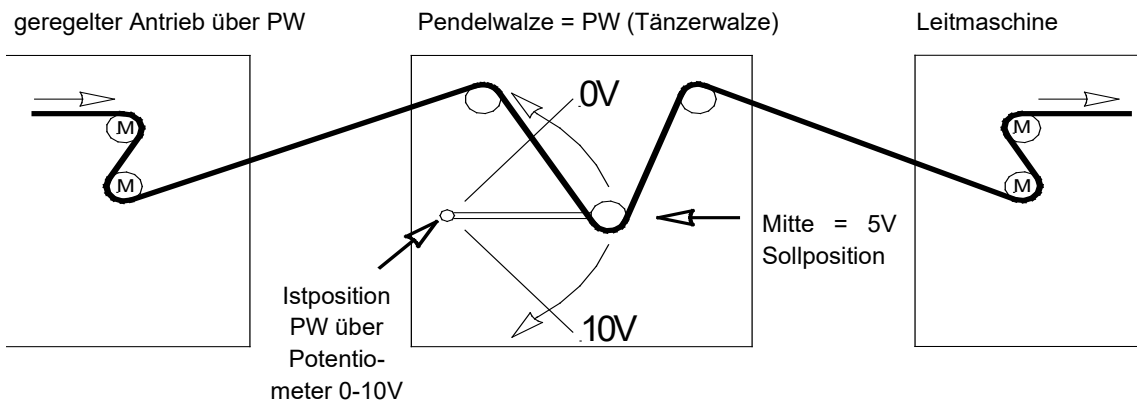 geregelter Antrieb über PW
Pendelwalze = PW (Tänzerwalze)
Leitmaschine
M
M
0V
10V
Mitte = 5V
Sollposition
Istposition
PW über
Potentio-
meter 0-10V
M
M